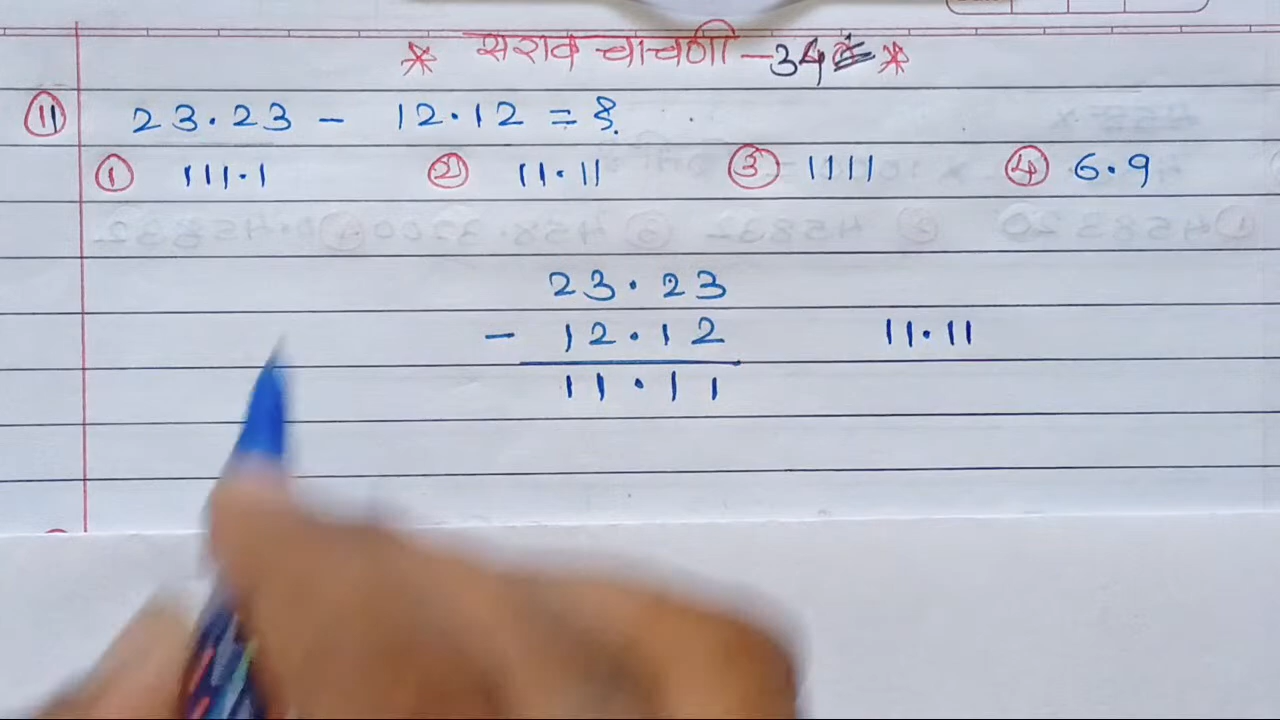 * सराव चाचणी - 34 *
11 23.23 - 12.12 = ?
1 111.1 2 11.11 3 1111 4 6.9
23.23
- 12.12 11.11
11.11